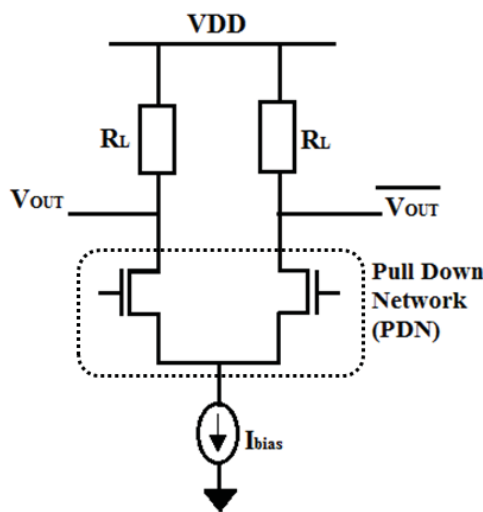 VDD
RL
RL
VOUT
VOUT
Pull Down
Network
(PDN)
Ibias